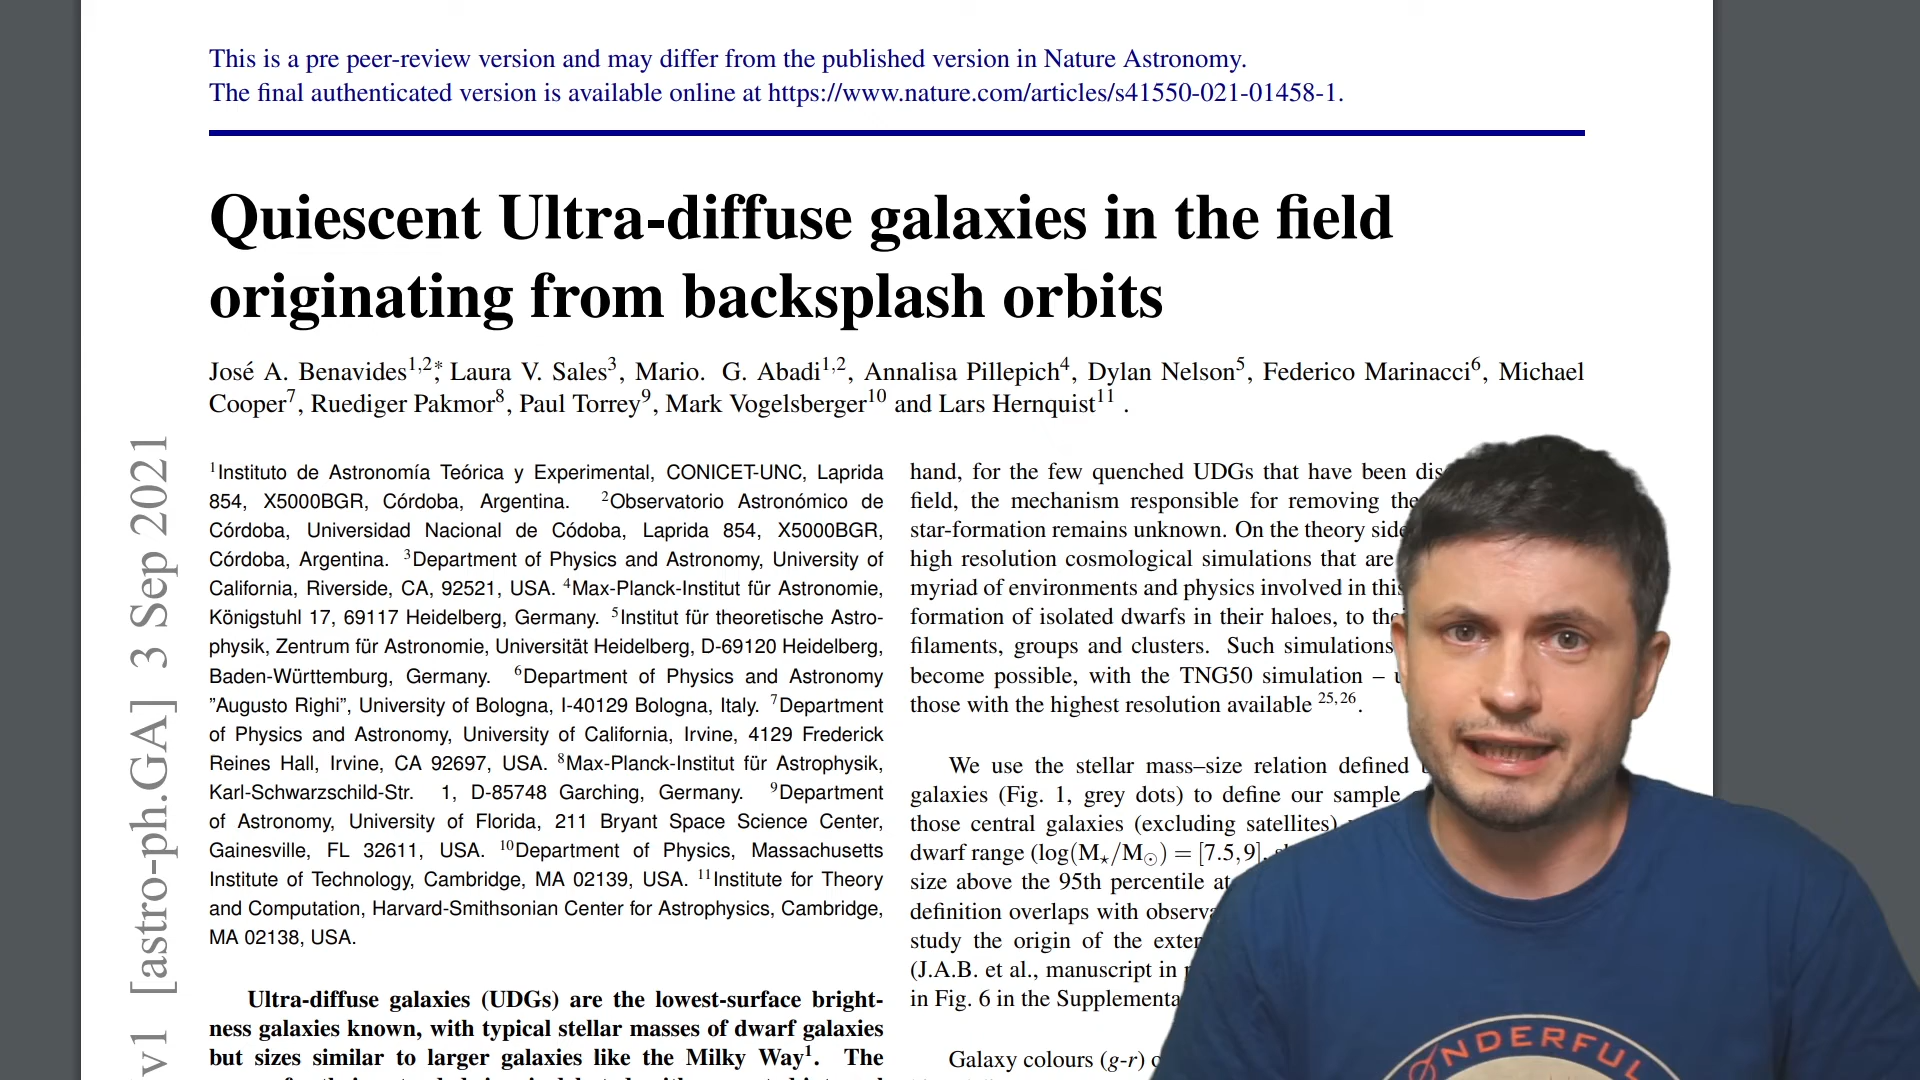 This is a pre peer-review version and may differ from the published version in Nature Astronomy.
The final authenticated version is available online at https://www.nature.com/articles/s41550-021-01458-1.
Quiescent Ultra-diffuse galaxies in the field
originating from backsplash orbits
José A. Benavides1,2*, Laura V. Sales3, Mario. G. Abadi1,2, Annalisa Pillepich4, Dylan Nelson5, Federico Marinacci6, Michael
Cooper7, Ruediger Pakmor8, Paul Torrey9, Mark Vogelsberger10 and Lars Hernquist11 .
v1 [astro-ph.GA] 3 Sep 2021
1Instituto de Astronomía Teórica y Experimental, CONICET-UNC, Laprida
854, X5000BGR, Córdoba, Argentina. 2Observatorio Astronómico de
Córdoba, Universidad Nacional de Códoba, Laprida 854, X5000BGR,
Córdoba, Argentina. 3Department of Physics and Astronomy, University of
California, Riverside, CA, 92521, USA. 4Max-Planck-Institut für Astronomie,
Königstuhl 17, 69117 Heidelberg, Germany. 5Institut für theoretische Astro-
physik, Zentrum für Astronomie, Universität Heidelberg, D-69120 Heidelberg,
Baden-Württemburg, Germany. 6Department of Physics and Astronomy
”Augusto Righi”, University of Bologna, I-40129 Bologna, Italy. 7Department
of Physics and Astronomy, University of California, Irvine, 4129 Frederick
Reines Hall, Irvine, CA 92697, USA. 8Max-Planck-Institut für Astrophysik,
Karl-Schwarzschild-Str. 1, D-85748 Garching, Germany. 9Department
of Astronomy, University of Florida, 211 Bryant Space Science Center,
Gainesville, FL 32611, USA. 10Department of Physics, Massachusetts
Institute of Technology, Cambridge, MA 02139, USA. 11Institute for Theory
and Computation, Harvard-Smithsonian Center for Astrophysics, Cambridge,
MA 02138, USA.
Ultra-diffuse galaxies (UDGs) are the lowest-surface bright-
ness galaxies known, with typical stellar masses of dwarf galaxies
but sizes similar to larger galaxies like the Milky Way1. The
hand, for the few quenched UDGs that have been
field, the mechanism responsible for removing the
star-formation remains unknown. On the theory side
high resolution cosmological simulations that are
myriad of environments and physics involved in this
formation of isolated dwarfs in their haloes, to
filaments, groups and clusters. Such simulations
become possible, with the TNG50 simulation –
those with the highest resolution available 25,26.
We use the stellar mass–size relation defined
galaxies (Fig. 1, grey dots) to define our sample
those central galaxies (excluding satellites)
dwarf range (log(M⋆/M⊙) = [7.5,9],
size above the 95th percentile at
definition overlaps with
study the origin of the
(J.A.B. et al., manuscript in
in Fig. 6 in the
Galaxy colours (g-r)
ONDERFUL